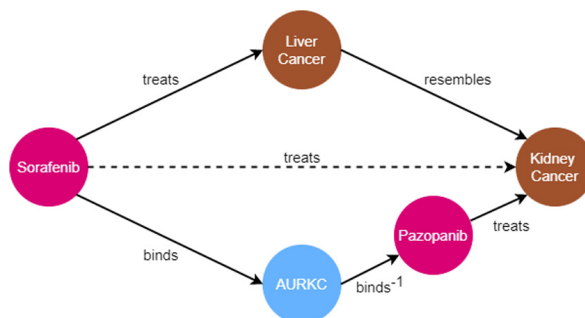 Liver
Cancer
treats
resembles
Sorafenib
treats
Kidney
Cancer
Pazopanib
treats
binds
AURKC
binds⁻¹